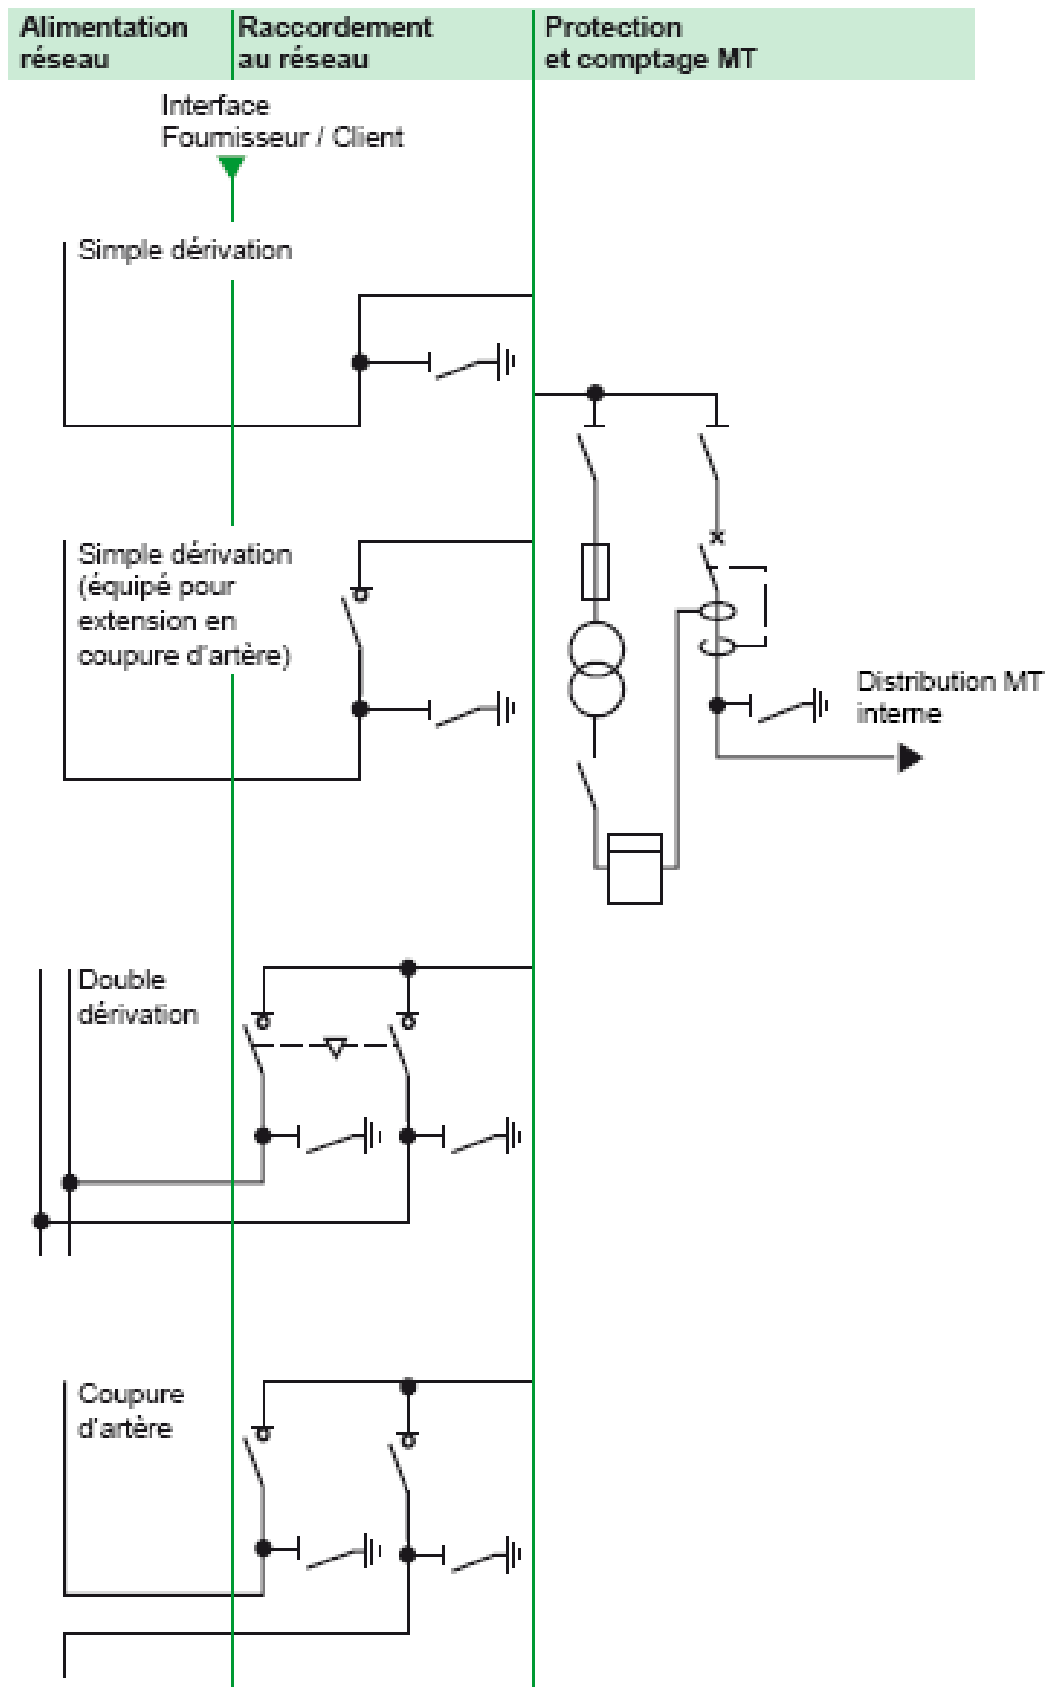 Alimentation
réseau
Raccordement
au réseau
Protection
et comptage MT
Interface
Fournisseur / Client
Simple dérivation
Simple dérivation
(équipé pour
extension en
coupure d'artère)
Distribution MT
interne
Double
dérivation
Coupure
d'artère